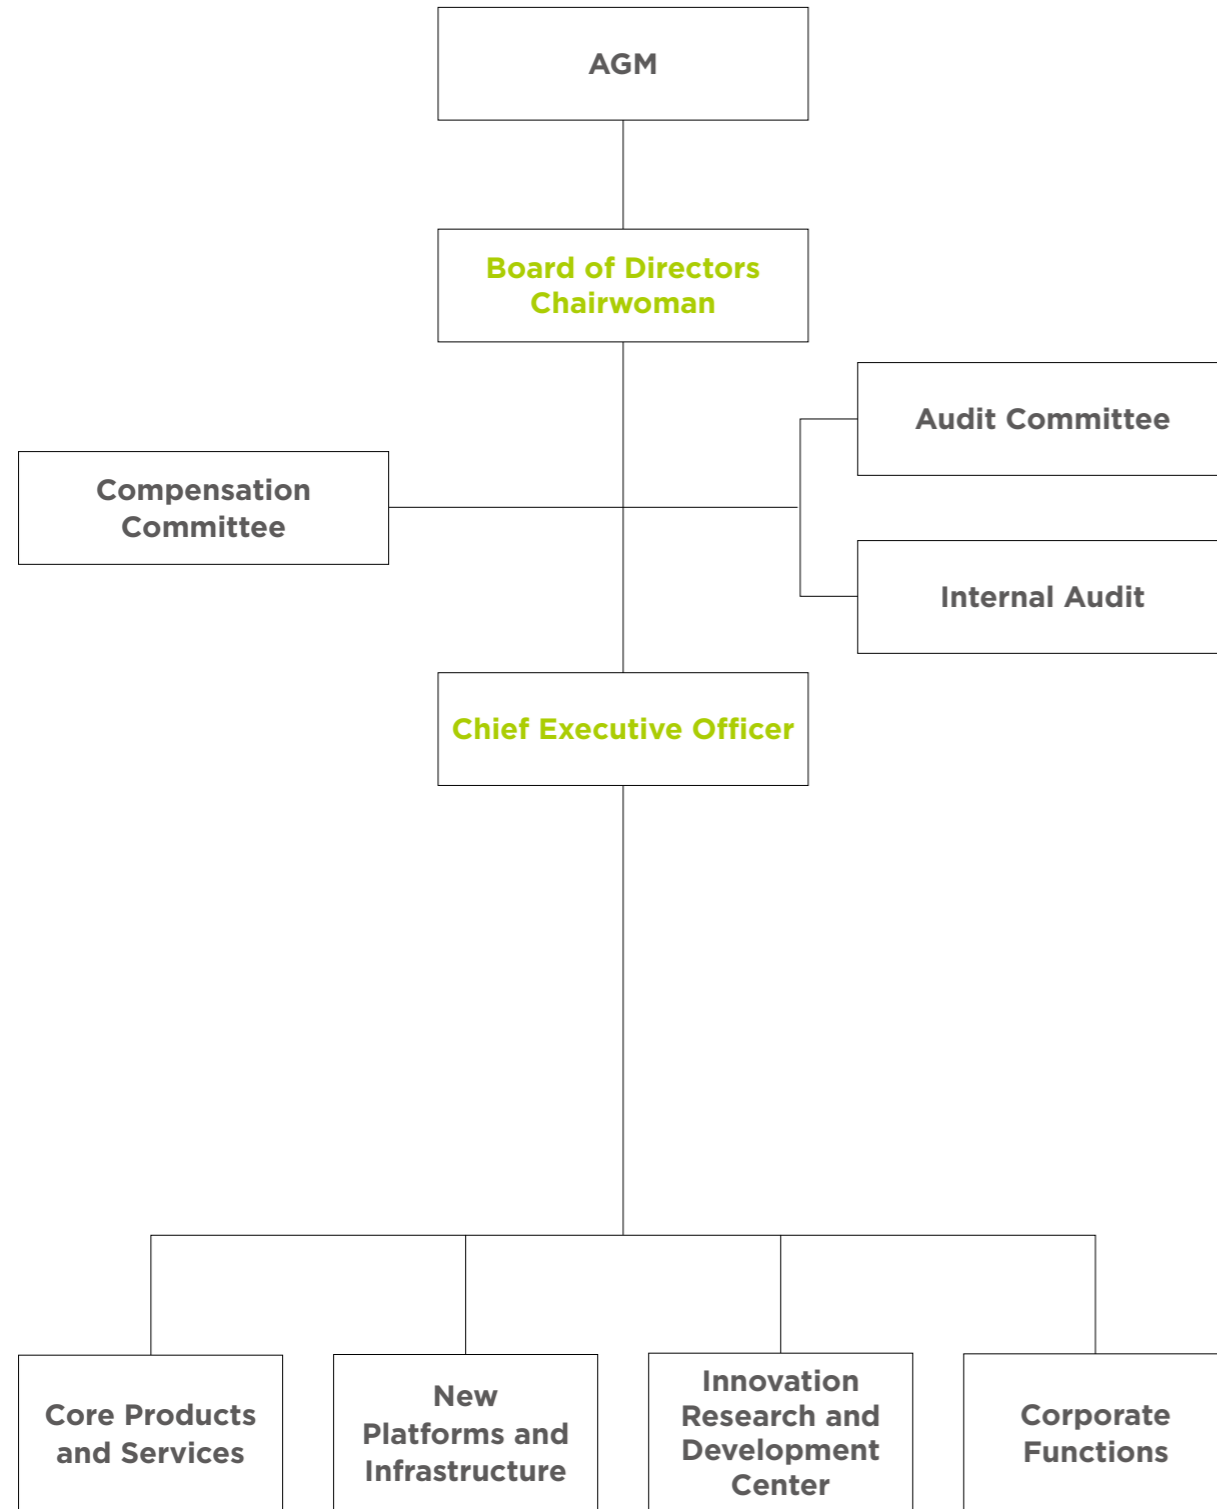 AGM
Board of Directors
Chairwoman
Audit Committee
Compensation
Committee
Internal Audit
Chief Executive Officer
Core Products
and Services
New
Platforms and
Infrastructure
Innovation
Research and
Development
Center
Corporate
Functions